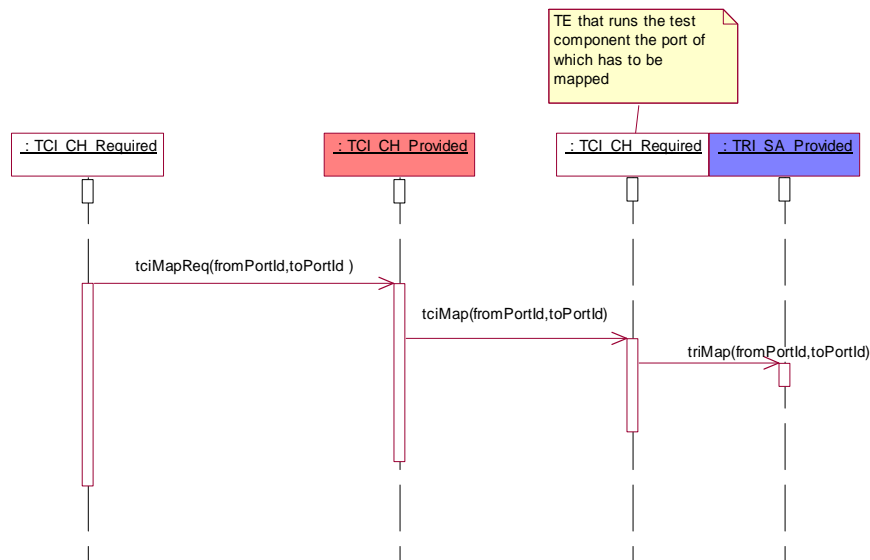 TE that runs the test
component the port of
which has to be
mapped
: TCI_CH_Required
: TCI_CH_Provided
: TCI_CH_Required
: TRI_SA_Provided
tciMapReq(fromPortId,toPortId )
tciMap(fromPortId,toPortId)
triMap(fromPortId,toPortId)